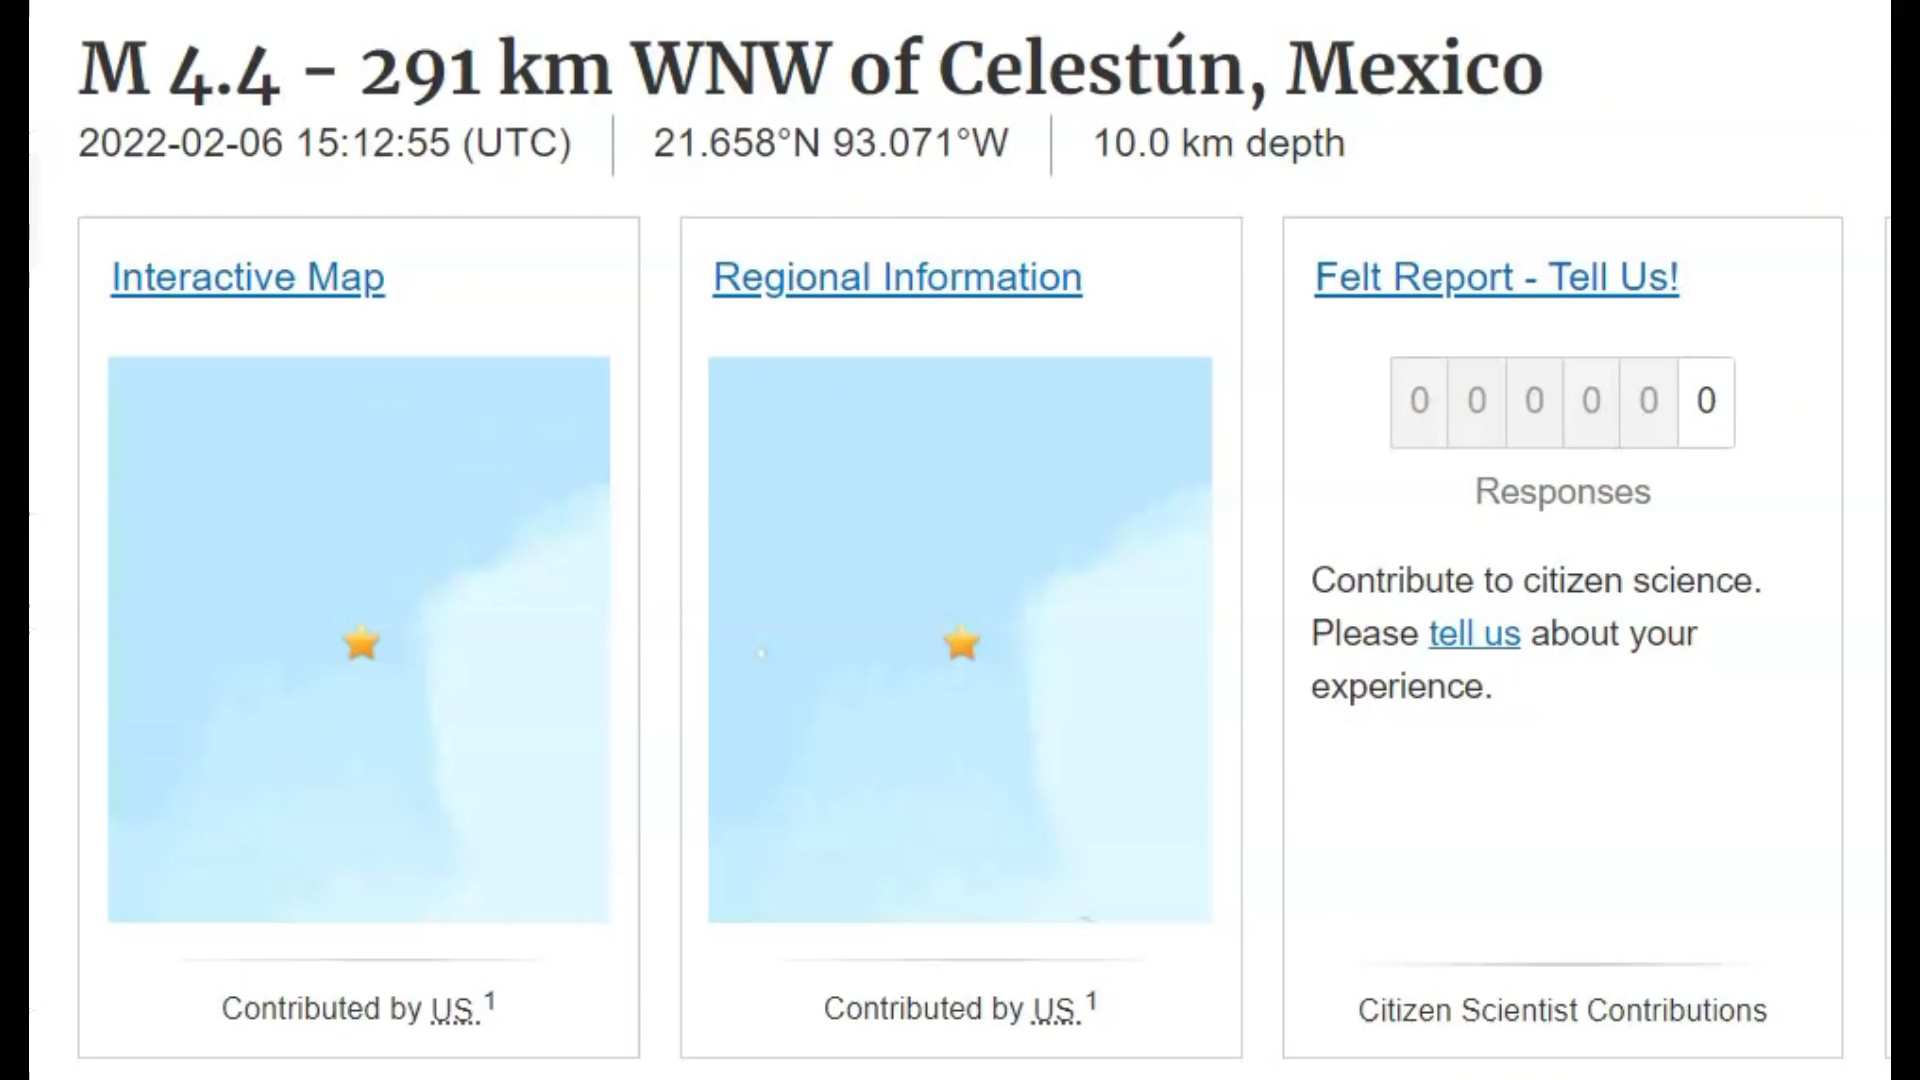 M 4.4 - 291 km WNW of Celestún, Mexico
2022-02-06 15:12:55 (UTC) 21.658°N 93.071°W 10.0 km depth
Interactive Map
Contributed by US 1
Regional Information
Contributed by US 1
Felt Report - Tell Us!
0 0 0 0 0 0
Responses
Contribute to citizen science.
Please tell us about your
experience.
Citizen Scientist Contributions